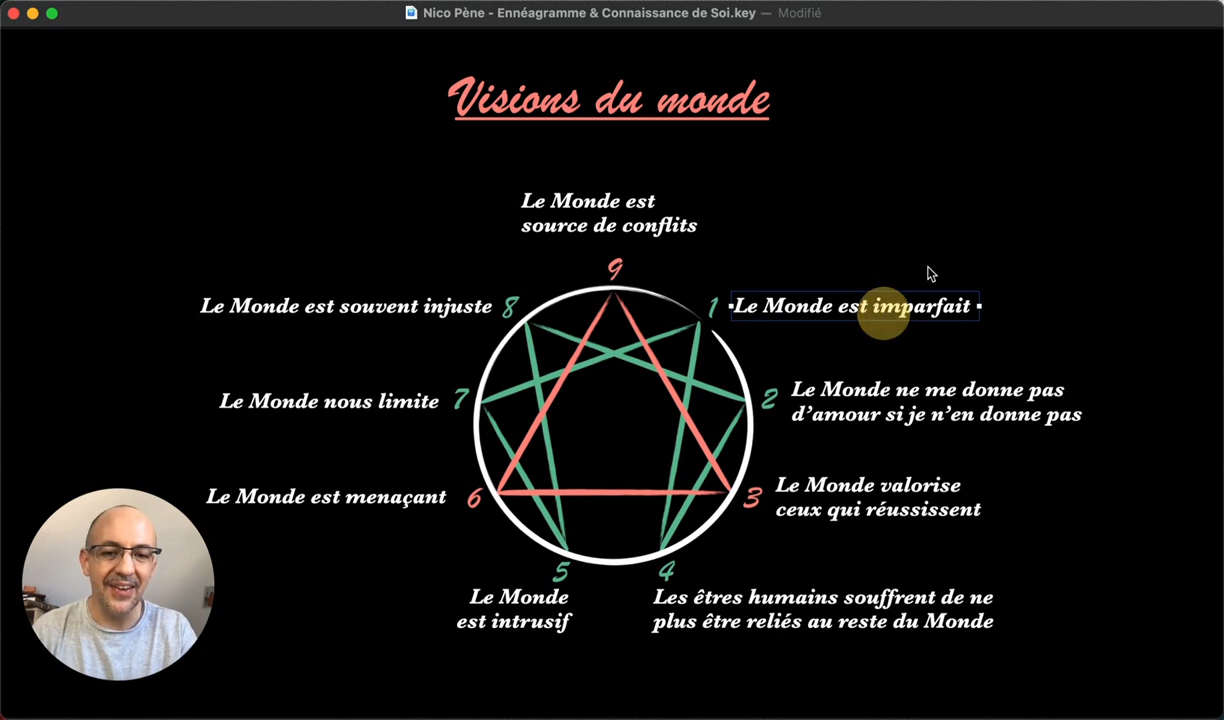 Nico Pène - Ennéagramme & Connaissance de Soi.key — Modifié
Visions du monde
Le Monde est
source de conflits
9
Le Monde est souvent injuste 8
1 Le Monde est imparfait
Le Monde nous limite 7
2 Le Monde ne me donne pas
d’amour si je n’en donne pas
Le Monde est menaçant 6
3 Le Monde valorise
ceux qui réussissent
5
Le Monde
est intrusif
4
Les êtres humains souffrent de ne
plus être reliés au reste du Monde